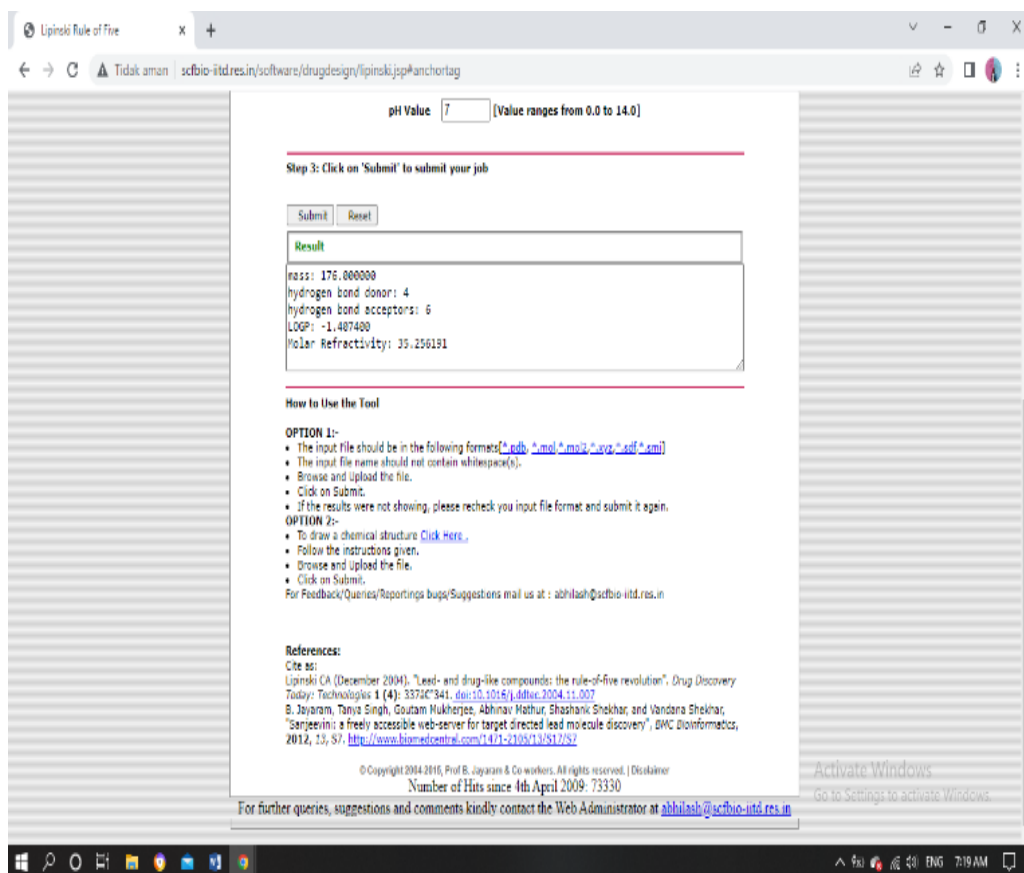 Lipinski Rule of Five
Tidak aman
scfbio-iitd.res.in/software/drugdesign/lipinski.jsp#anchortag
pH Value 7 [Value ranges from 0.0 to 14.0]
Step 3: Click on 'Submit' to submit your job
Submit Reset
Result
mass: 176.000000
hydrogen bond donor: 4
hydrogen bond acceptors: 6
LOGP: -1.407400
Molar Refractivity: 35.256191
How to Use the Tool
OPTION 1:-
• The input file should be in the following formats[*.pdb, *.mol,*.mol2,*.xyz,*.sdf,*.smi]
• The input file name should not contain whitespace(s).
• Browse and Upload the file.
• Click on Submit.
• If the results were not showing, please recheck you input file format and submit it again.
OPTION 2:-
• To draw a chemical structure Click Here .
• Follow the instructions given.
• Browse and Upload the file.
• Click on Submit.
For Feedback/Queries/Reportings bugs/Suggestions mail us at : abhilash@scfbio-iitd.res.in
References:
Cite as:
Lipinski CA (December 2004). "Lead- and drug-like compounds: the rule-of-five revolution". Drug Discovery
Today: Technologies 1 (4): 337â€"341. doi:10.1016/j.ddtec.2004.11.007
B. Jayaram, Tanya Singh, Goutam Mukherjee, Abhinav Mathur, Shashank Shekhar, and Vandana Shekhar,
"Sanjeevini: a freely accessible web-server for target directed lead molecule discovery", BMC Bioinformatics,
2012, 13, S7. http://www.biomedcentral.com/1471-2105/13/S17/S7
© Copyright 2004-2015, Prof B. Jayaram & Co-workers. All rights reserved. | Disclaimer
Number of Hits since 4th April 2009: 73330
For further queries, suggestions and comments kindly contact the Web Administrator at abhilash@scfbio-iitd.res.in
Activate Windows
Go to Settings to activate Windows.
ENG 7:19 AM